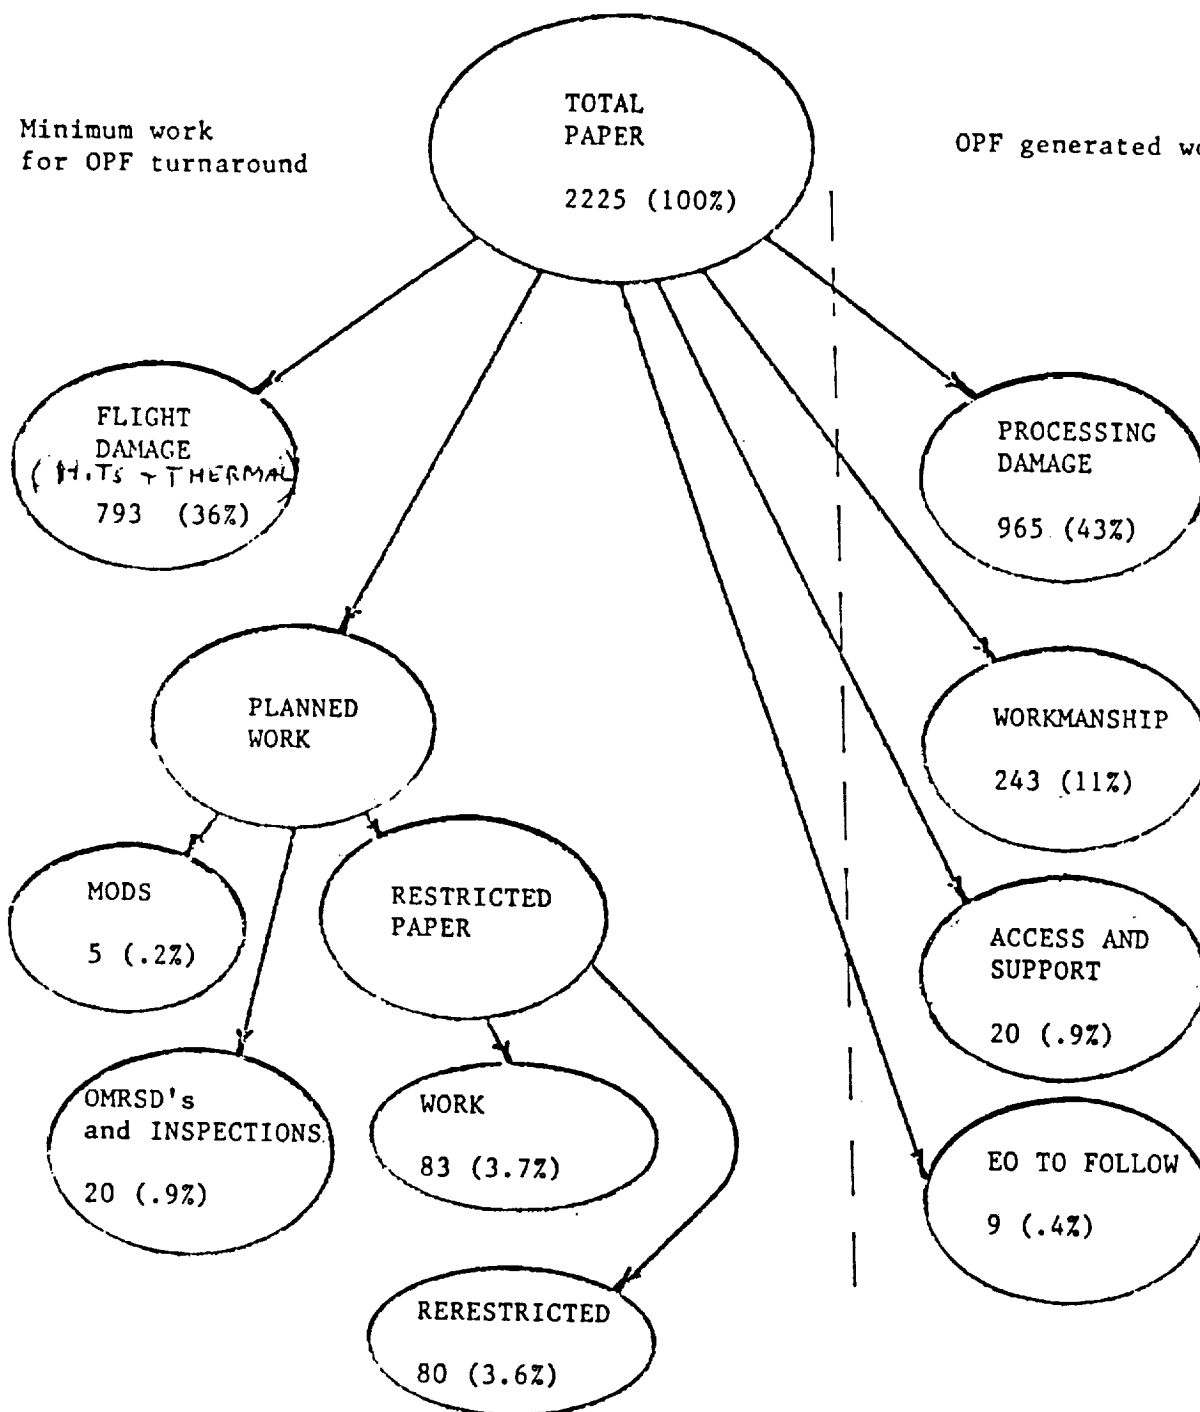 TOTAL
PAPER
2225 (100%)
Minimum work
for OPF turnaround
OPF generated wo
FLIGHT
DAMAGE
(HITS + THERMAL)
793 (36%)
PROCESSING
DAMAGE
965 (43%)
PLANNED
WORK
WORKMANSHIP
243 (11%)
MODS
5 (.2%)
RESTRICTED
PAPER
ACCESS AND
SUPPORT
20 (.9%)
OMRSD's
and INSPECTIONS
20 (.9%)
WORK
83 (3.7%)
EO TO FOLLOW
9 (.4%)
RERESTRICTED
80 (3.6%)